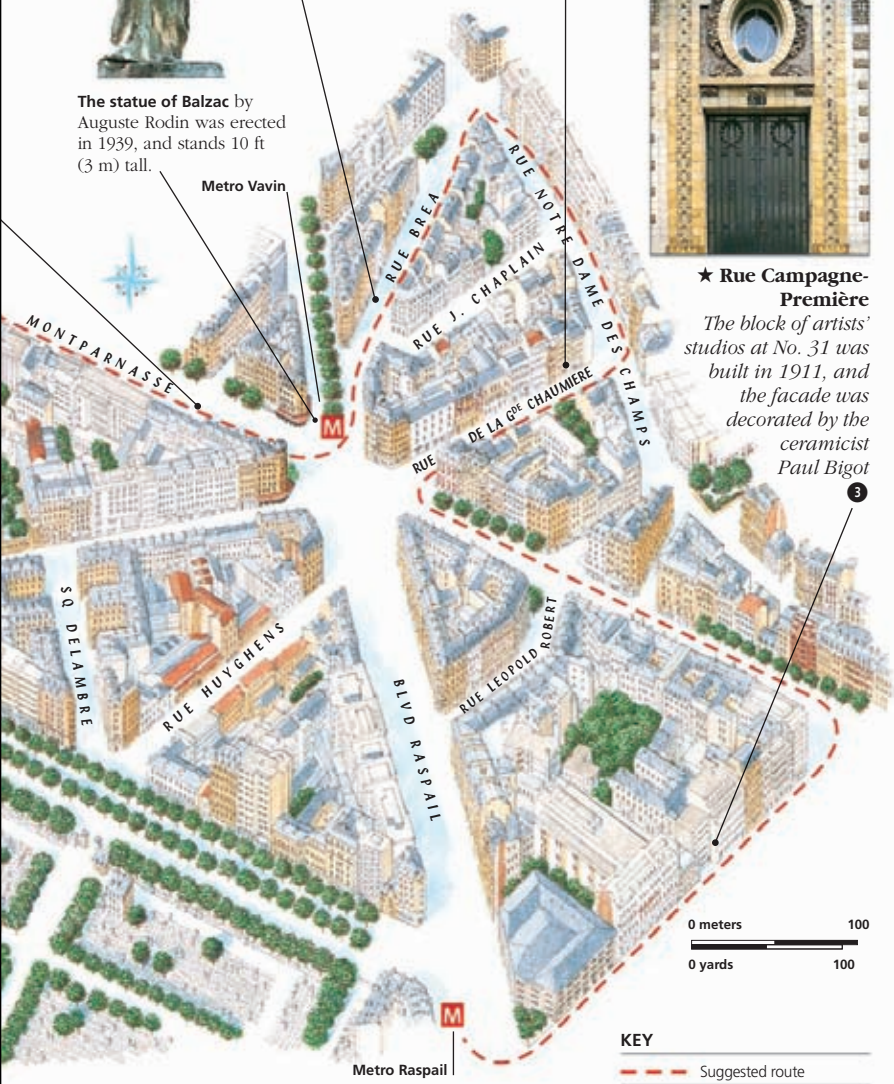 The statue of Balzac by
Auguste Rodin was erected
in 1939, and stands 10 ft
(3 m) tall.
Metro Vavin
RUE BREA
RUE NOTRE DAME DES CHAMPS
RUE J. CHAPLAIN
★ Rue Campagne-
Première
The block of artists’
studios at No. 31 was
built in 1911, and
the facade was
decorated by the
ceramicist
Paul Bigot
3
MONTPARNASSE
M
RUE DE LA GDE CHAUMIERE
SQ DELAMBRE
RUE HUYGHENS
RUE LEOPOLD ROBERT
BLVD RASPAIL
0 meters 100
0 yards 100
M
Metro Raspail
KEY
Suggested route